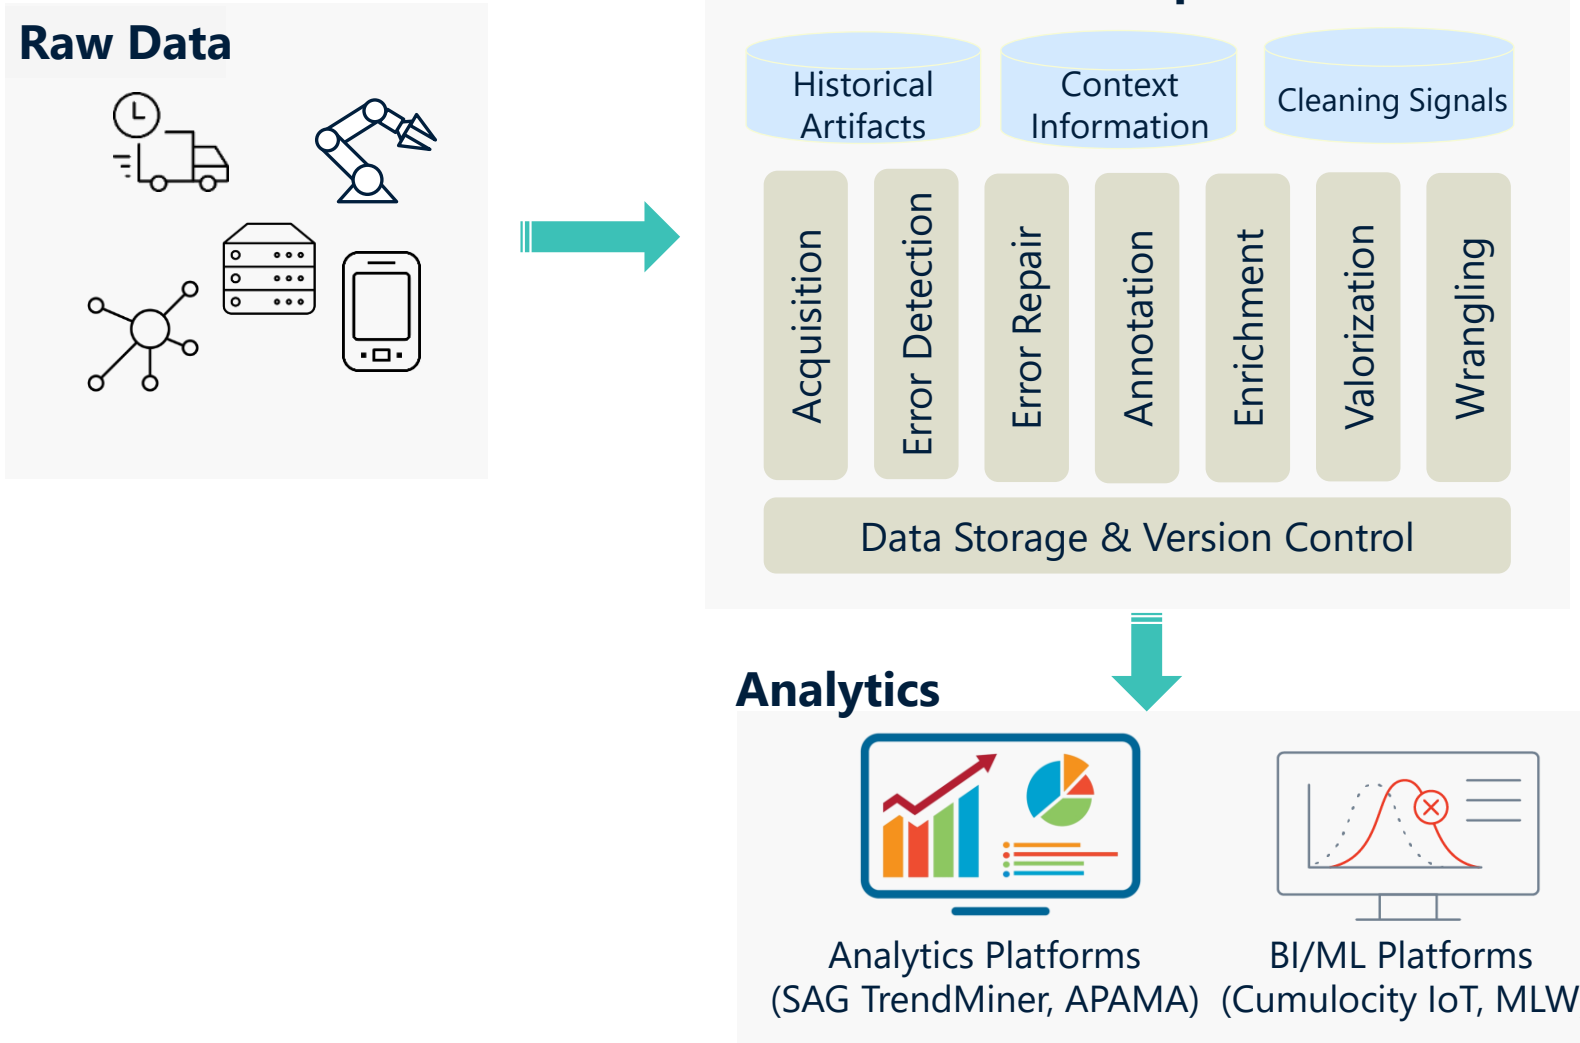 Raw Data
Historical
Artifacts
Context
Information
Cleaning Signals
Acquisition
Error Detection
Error Repair
Annotation
Enrichment
Valorization
Wrangling
Data Storage & Version Control
Analytics
Analytics Platforms
(SAG TrendMiner, APAMA)
BI/ML Platforms
(Cumulocity IoT, MLW